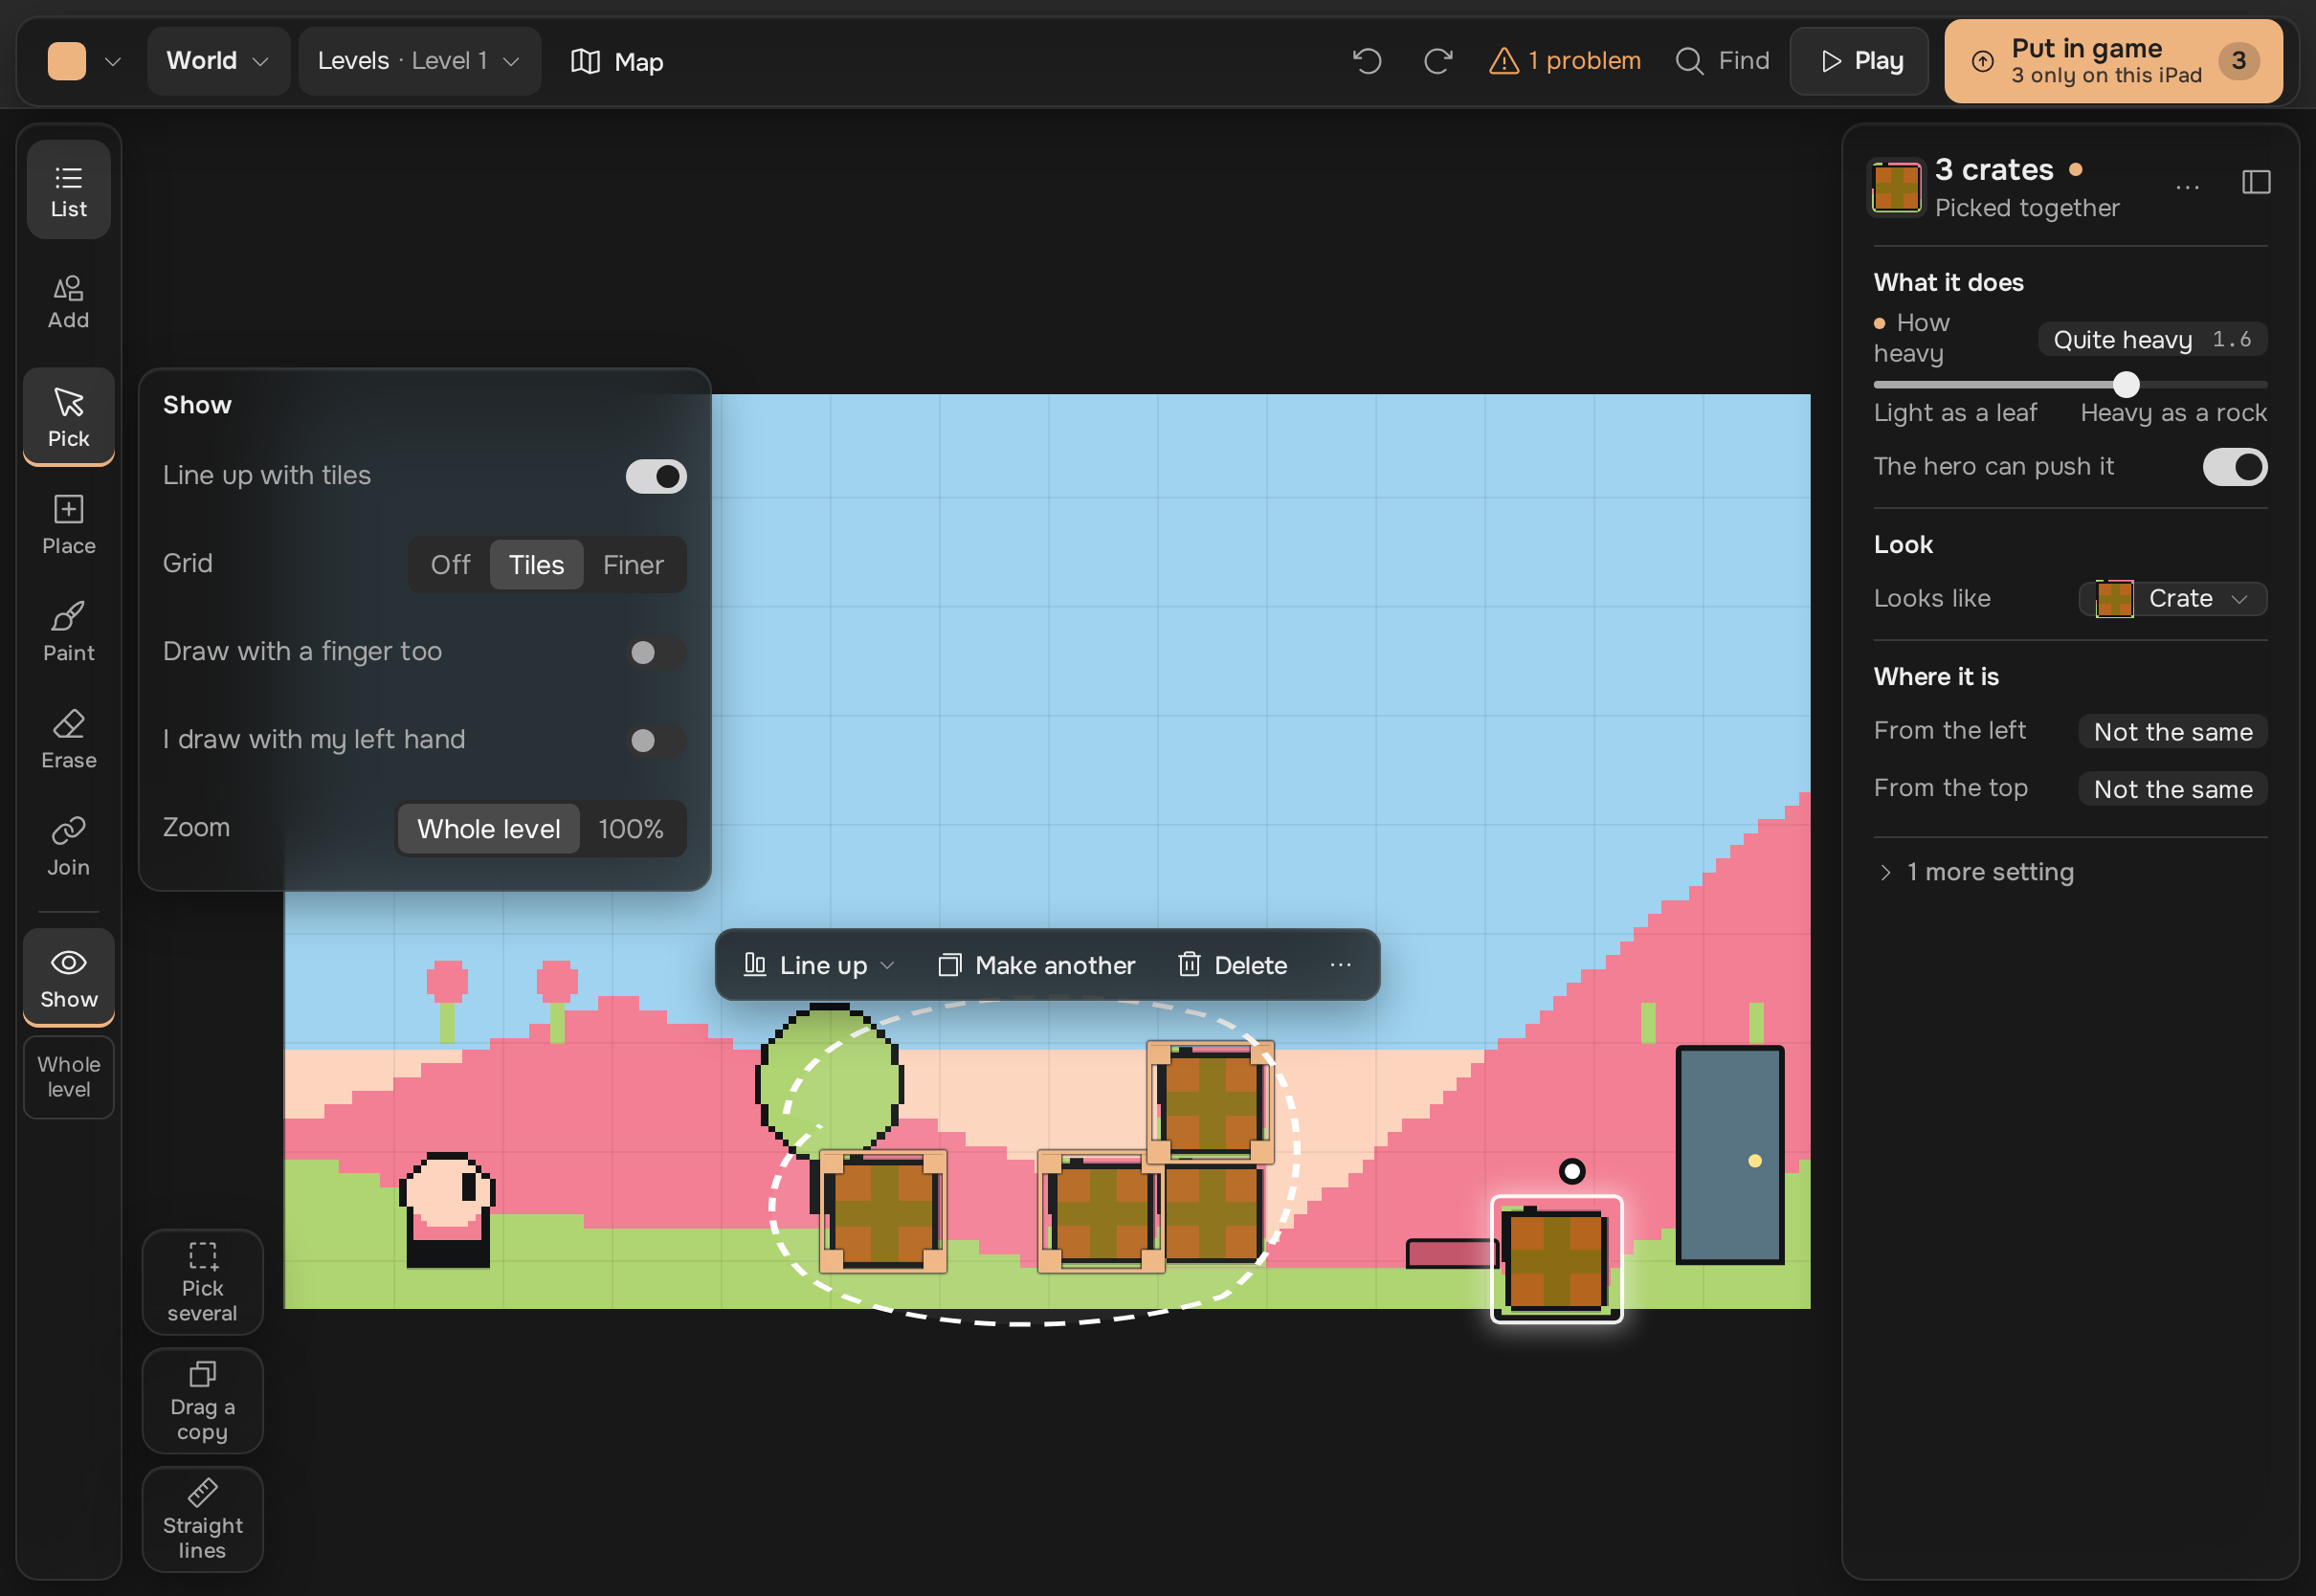 World
Levels · Level 1
Map
1 problem
Find
Play
Put in game
3 only on this iPad
3
List
Add
Pick
Place
Paint
Erase
Join
Show
Whole
level
Show
Line up with tiles
Grid
Off Tiles Finer
Draw with a finger too
I draw with my left hand
Zoom
Whole level 100%
Line up
Make another
Delete
Pick
several
Drag a
copy
Straight
lines
3 crates
Picked together
What it does
How
heavy
Quite heavy 1.6
Light as a leaf Heavy as a rock
The hero can push it
Look
Looks like
Crate
Where it is
From the left Not the same
From the top Not the same
1 more setting